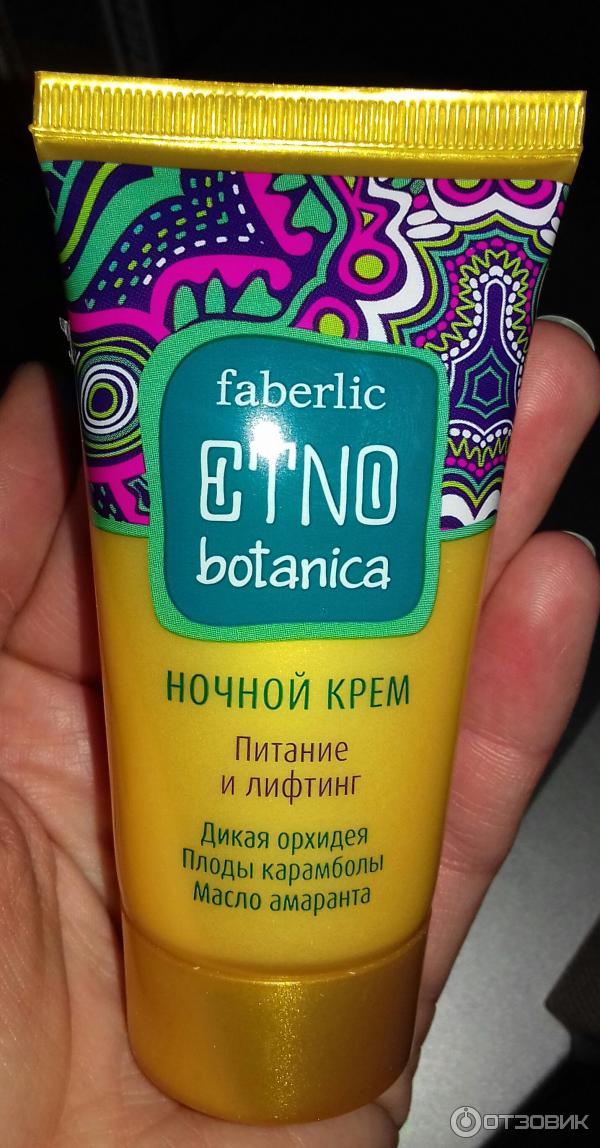 faberlic
ETNO
botanica
НОЧНОЙ КРЕМ
Питание
и лифтинг
Дикая орхидея
Плоды карамболы
Масло амаранта
ОТЗОВИК